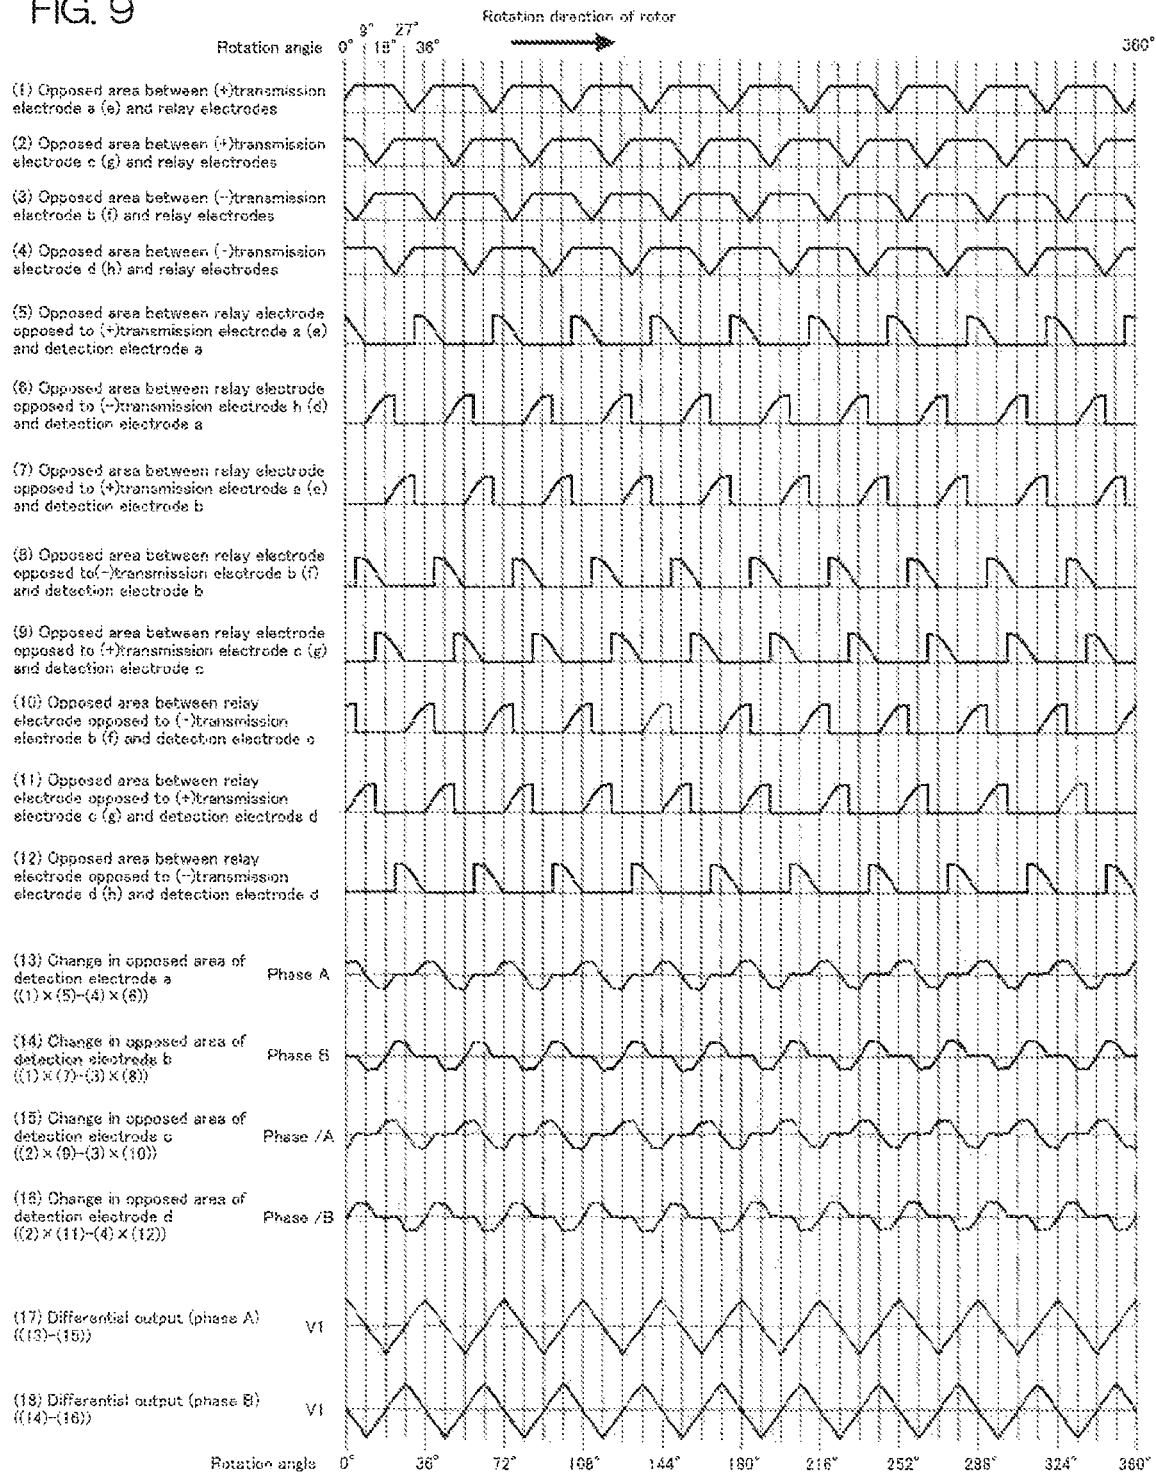 FIG. 9
Rotation direction of rotor
9° 27°
Rotation angle 0° 18° 36° 360°
(1) Opposed area between (+)transmission
electrode a (e) and relay electrodes
(2) Opposed area between (+)transmission
electrode c (g) and relay electrodes
(3) Opposed area between (-)transmission
electrode b (f) and relay electrodes
(4) Opposed area between (-)transmission
electrode d (h) and relay electrodes
(5) Opposed area between relay electrode
opposed to (+)transmission electrode a (e)
and detection electrode a
(6) Opposed area between relay electrode
opposed to (-)transmission electrode h (d)
and detection electrode a
(7) Opposed area between relay electrode
opposed to (+)transmission electrode a (e)
and detection electrode b
(8) Opposed area between relay electrode
opposed to(-)transmission electrode b (f)
and detection electrode b
(9) Opposed area between relay electrode
opposed to (+)transmission electrode c (g)
and detection electrode c
(10) Opposed area between relay
electrode opposed to (-)transmission
electrode b (f) and detection electrode c
(11) Opposed area between relay
electrode opposed to (+)transmission
electrode c (g) and detection electrode d
(12) Opposed area between relay
electrode opposed to (-)transmission
electrode d (h) and detection electrode d
(13) Change in opposed area of
detection electrode a
((1)×(5)-(4)×(6))
Phase A
(14) Change in opposed area of
detection electrode b
((1)×(7)-(3)×(8))
Phase B
(15) Change in opposed area of
detection electrode c
((2)×(9)-(3)×(10))
Phase /A
(16) Change in opposed area of
detection electrode d
((2)×(11)-(4)×(12))
Phase /B
(17) Differential output (phase A)
((13)-(15))
V1
(18) Differential output (phase B)
((14)-(16))
V1
Rotation angle 0° 36° 72° 108° 144° 180° 216° 252° 288° 324° 360°